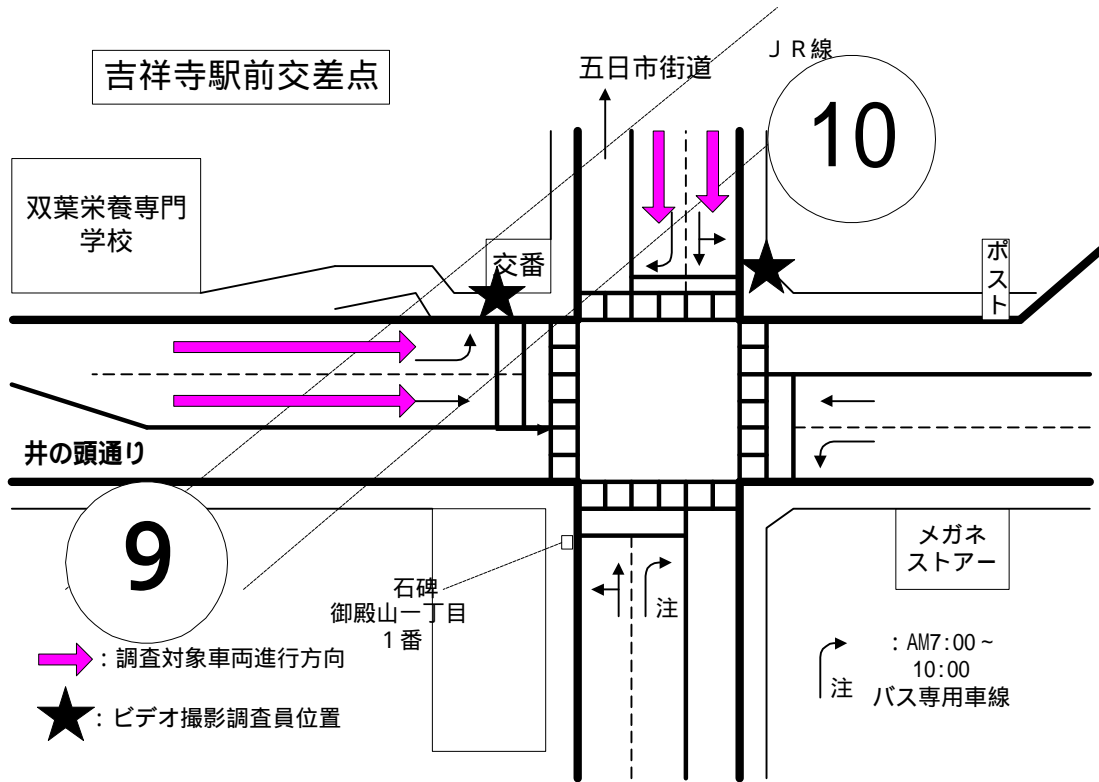 吉祥寺駅前交差点
五日市街道
ＪＲ線
10
双葉栄養専門
学校
交番
ポスト
井の頭通り
9
石碑
御殿山一丁目
１番
注
メガネ
ストアー
：調査対象車両進行方向
：ビデオ撮影調査員位置
注
：AM7:00～
10:00
バス専用車線